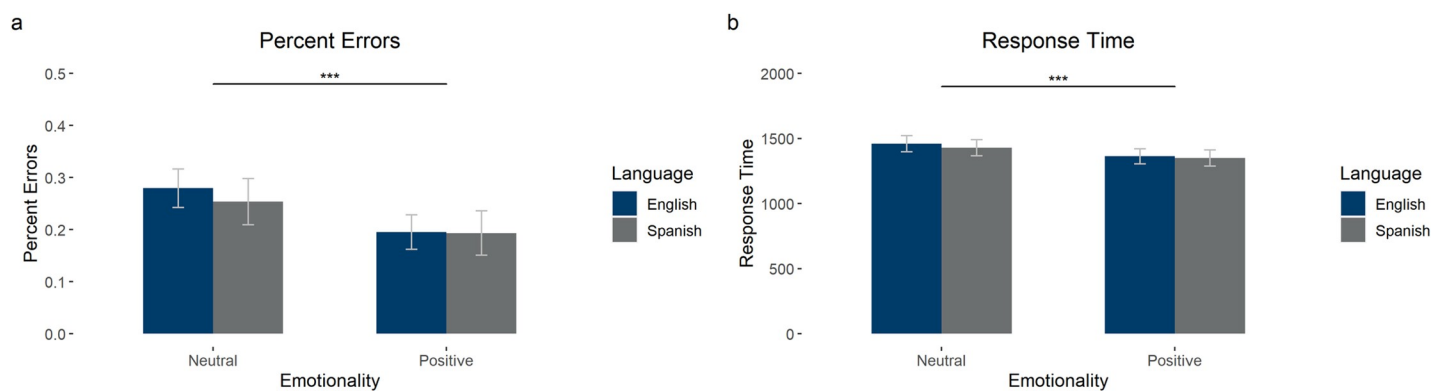 a
Percent Errors
0.5
0.4
0.3
0.2
0.1
0.0
Percent Errors
***
Neutral
Positive
Emotionality
Language
English
Spanish
b
Response Time
2000
1500
1000
500
0
Response Time
***
Neutral
Positive
Emotionality
Language
English
Spanish